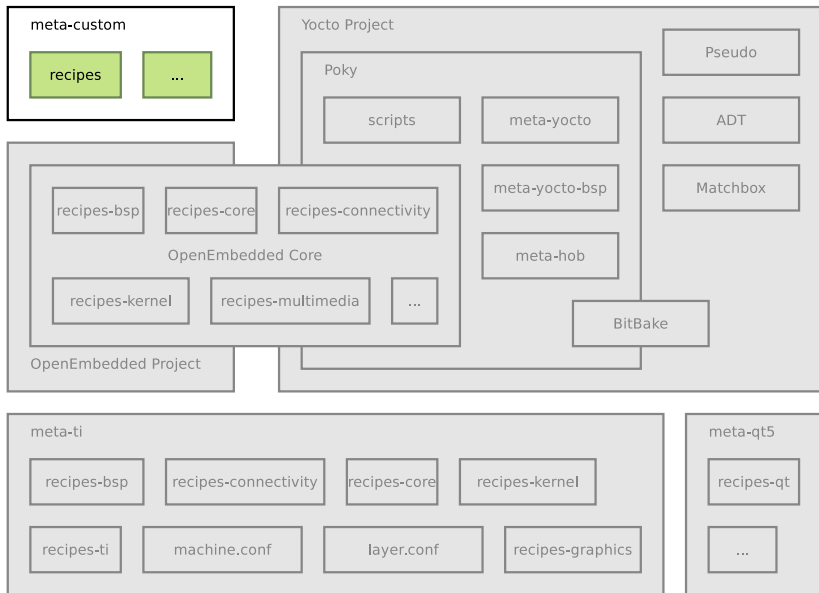 meta-custom
recipes
...
Yocto Project
Poky
scripts
meta-yocto
meta-yocto-bsp
meta-hob
BitBake
Pseudo
ADT
Matchbox
recipes-bsp
recipes-core
recipes-connectivity
OpenEmbedded Core
recipes-kernel
recipes-multimedia
...
OpenEmbedded Project
meta-ti
recipes-bsp
recipes-connectivity
recipes-core
recipes-kernel
recipes-ti
machine.conf
layer.conf
recipes-graphics
meta-qt5
recipes-qt
...